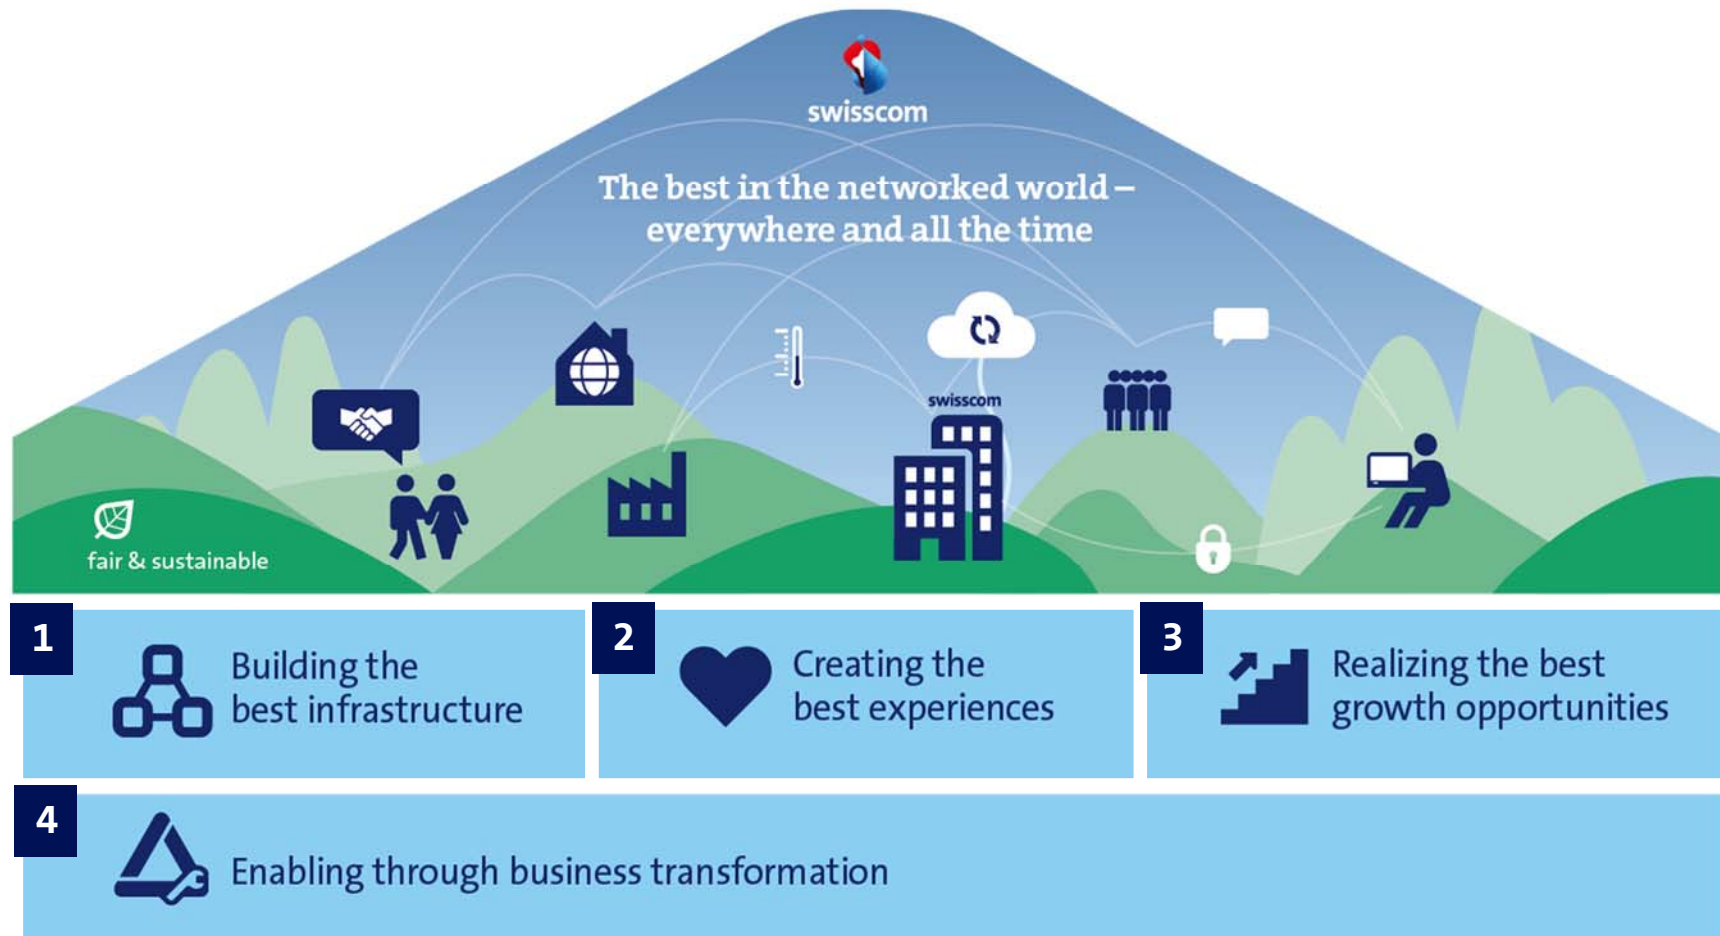 swisscom
The best in the networked world –
everywhere and all the time
swisscom
fair & sustainable
1
Building the
best infrastructure
2
Creating the
best experiences
3
Realizing the best
growth opportunities
4
Enabling through business transformation